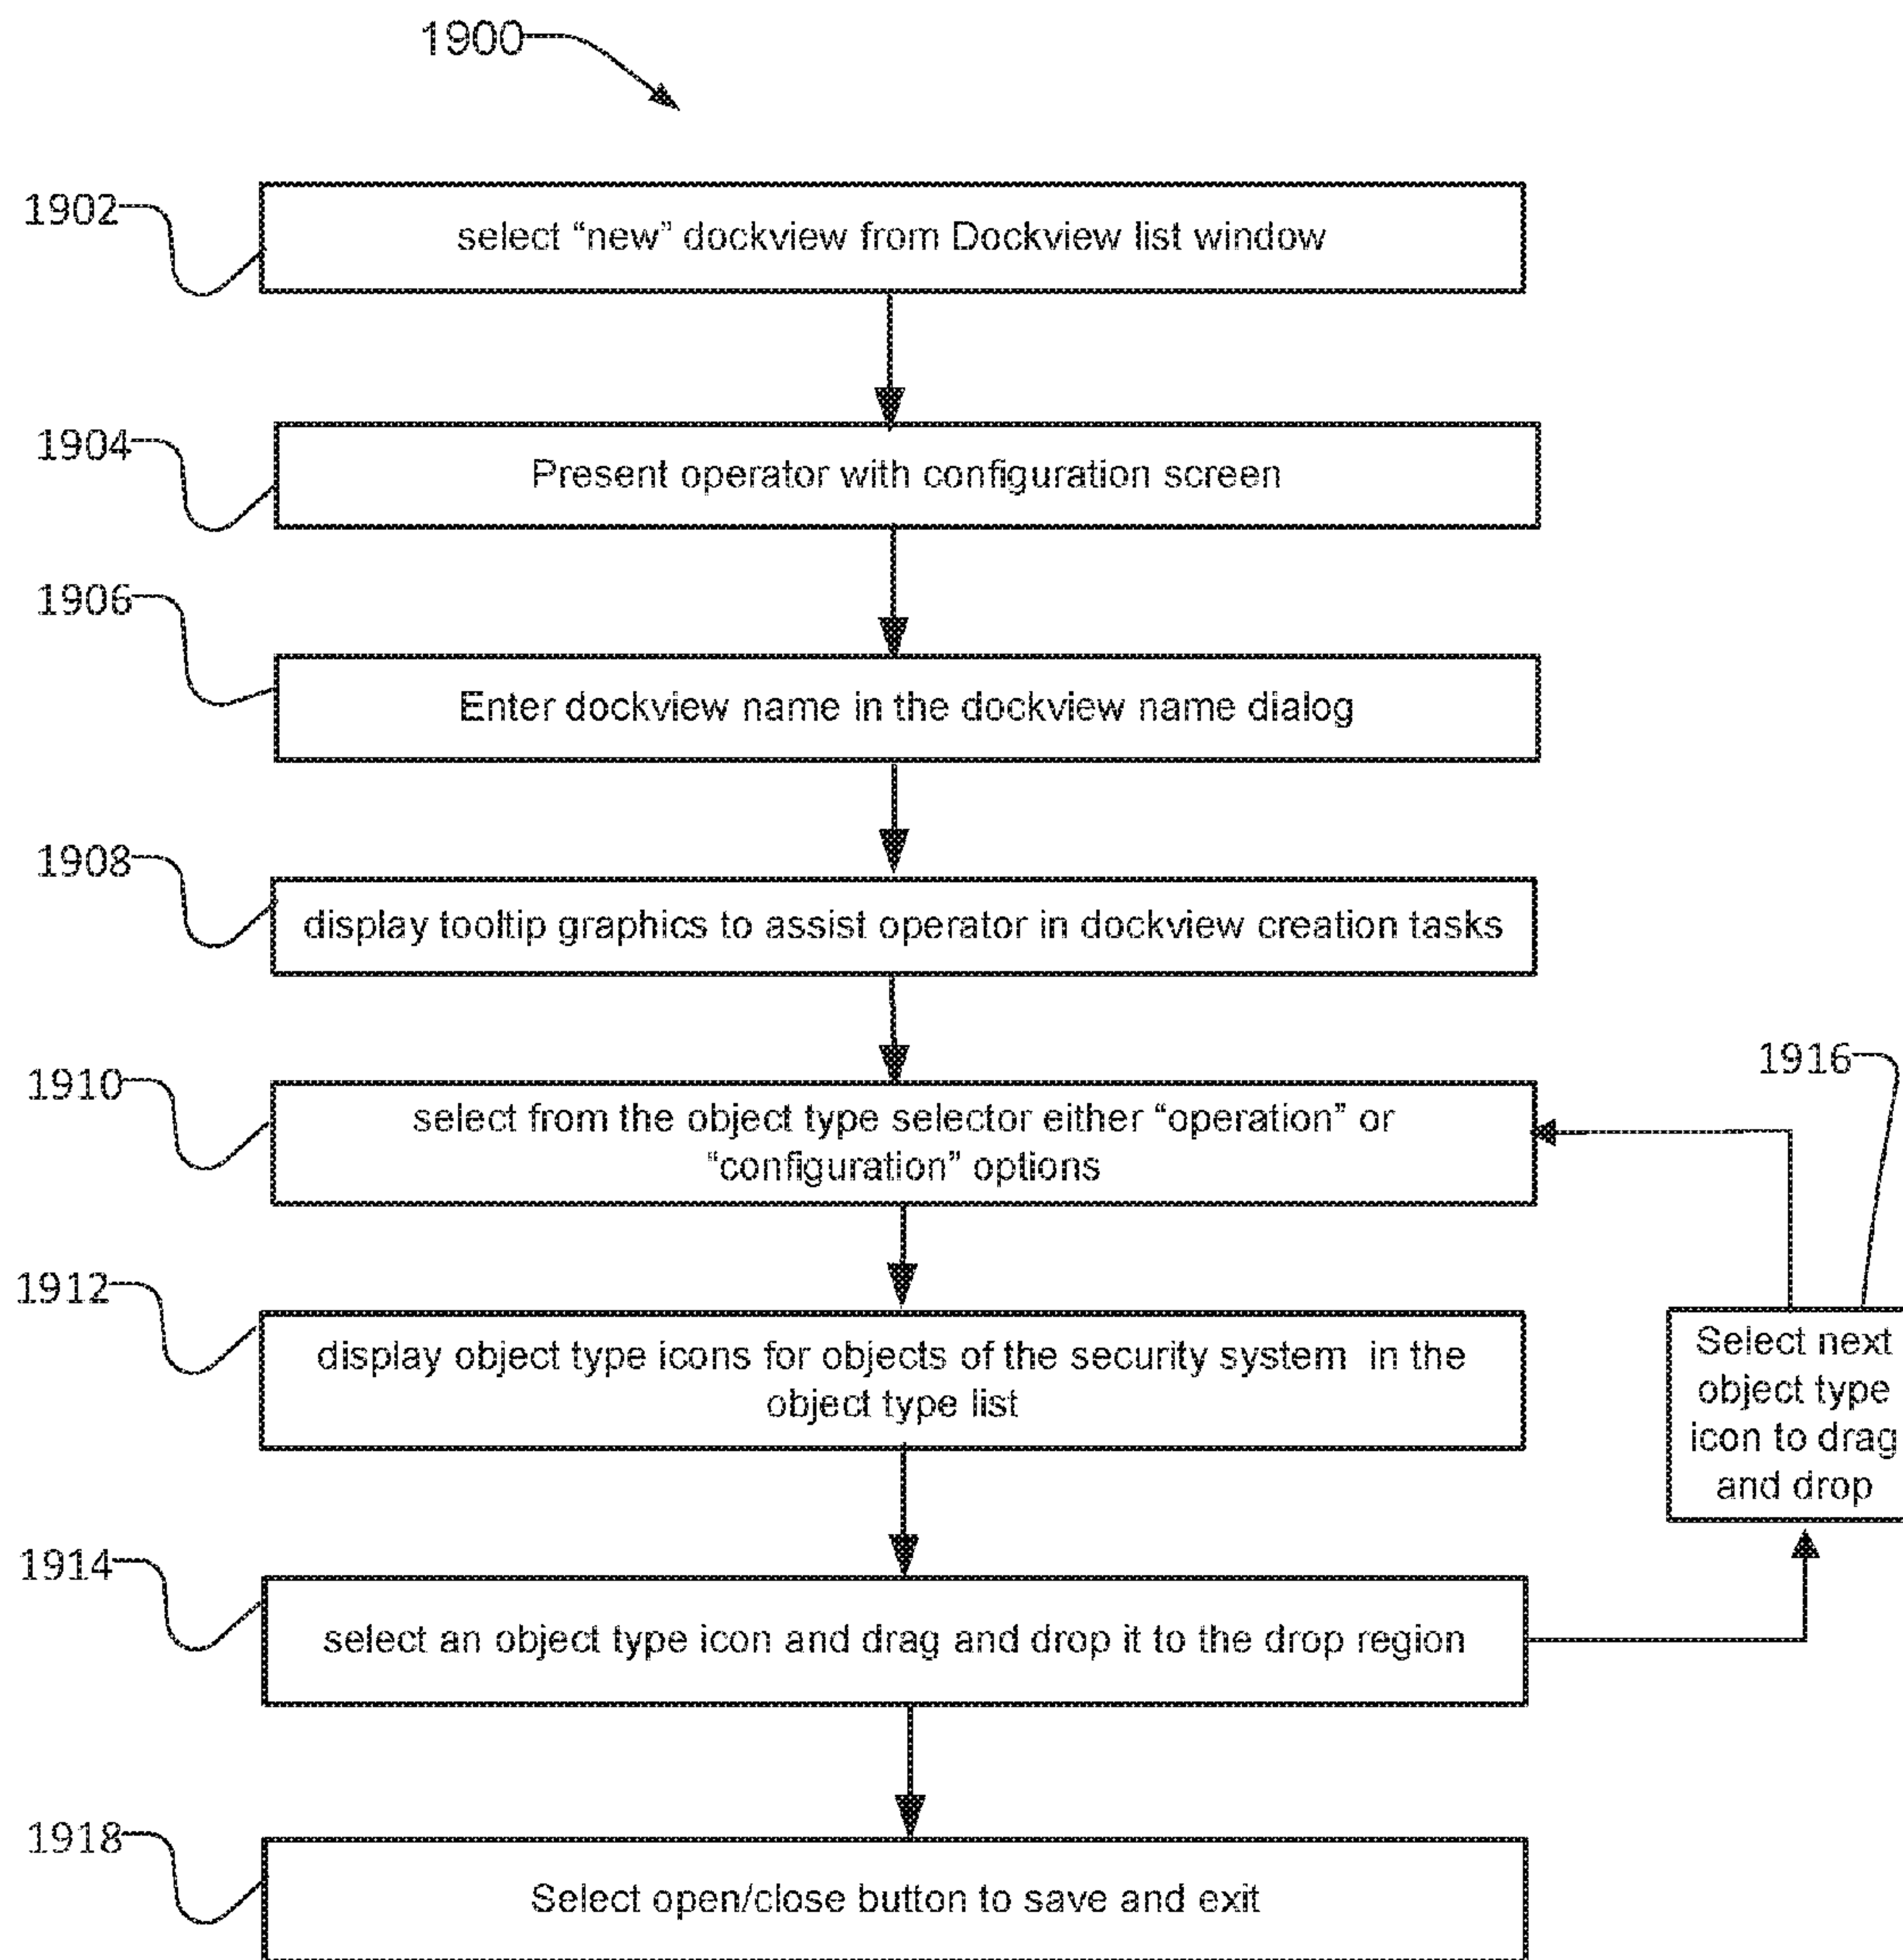 1900
1902
select “new” dockview from Dockview list window
1904
Present operator with configuration screen
1906
Enter dockview name in the dockview name dialog
1908
display tooltip graphics to assist operator in dockview creation tasks
1910
select from the object type selector either “operation” or
“configuration” options
1916
1912
display object type icons for objects of the security system in the
object type list
Select next
object type
icon to drag
and drop
1914
select an object type icon and drag and drop it to the drop region
1918
Select open/close button to save and exit